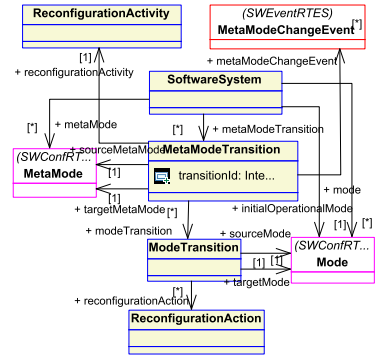 ReconfigurationActivity
(SWEventRTES)
MetaModeChangeEvent
[*]
[1]
+ reconfigurationActivity
+ metaModeChangeEvent
SoftwareSystem
[*]
+ metaMode
[*]
+ metaModeTransition
+ sourceMetaMode
MetaModeTransition
(SWConfRT...
MetaMode
[1]
transitionId: Inte...
[1]
+ mode
+ targetMetaMode
[*]
+ initialOperationalMode
+ modeTransition
+ sourceMode
[1]
[*]
ModeTransition
(SWConfRT...
Mode
[1]
[1]
+ targetMode
[*]
+ reconfigurationAction
ReconfigurationAction